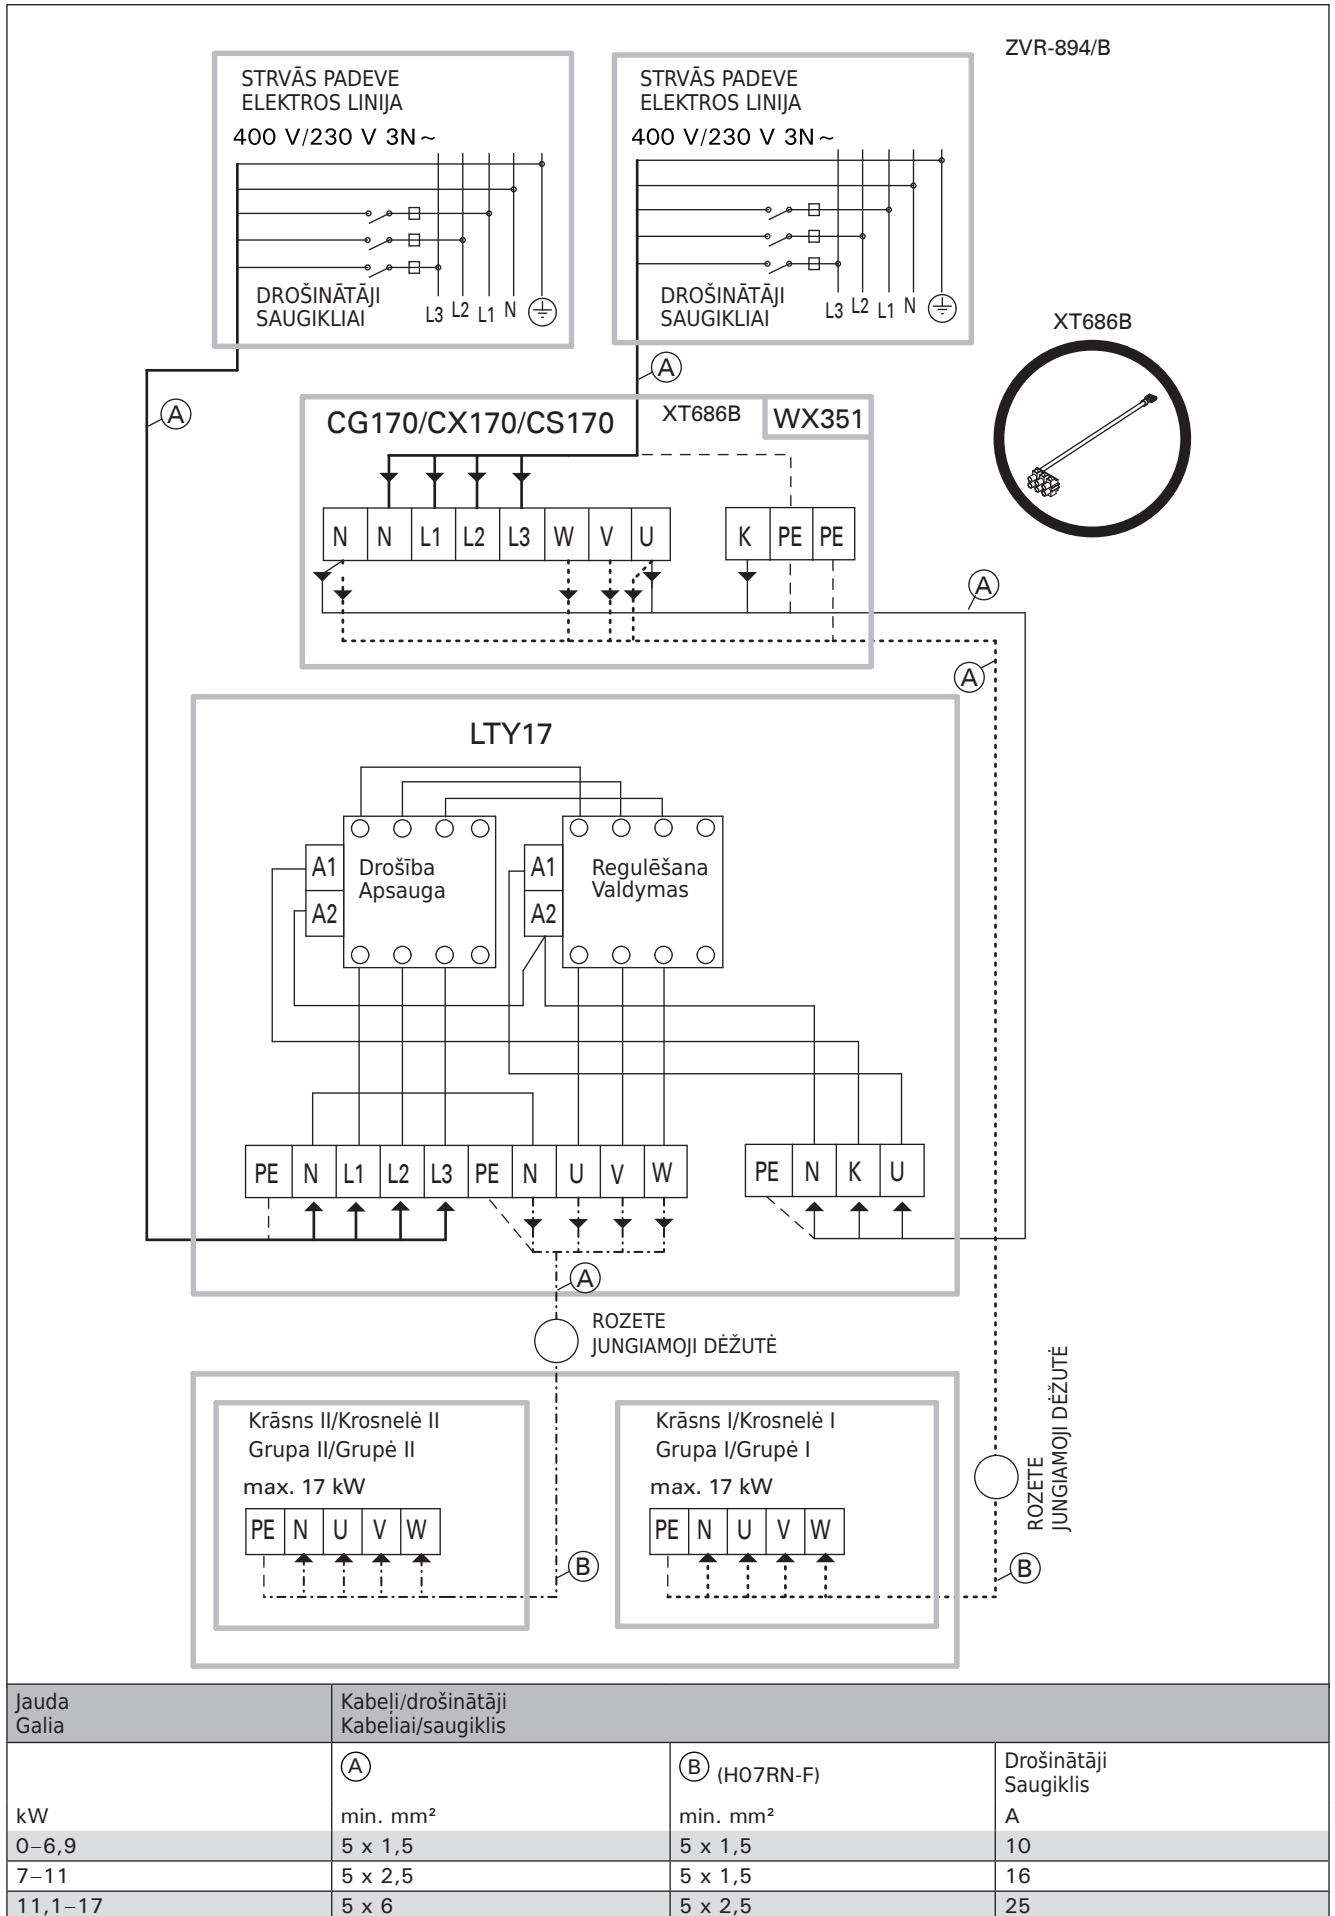 ZVR-894/B
STRVĀS PADEVE
ELEKTROS LINIJA
400 V/230 V 3N~
DROŠINĀTĀJI
SAUGIKLIAI
L3 L2 L1 N
STRVĀS PADEVE
ELEKTROS LINIJA
400 V/230 V 3N~
DROŠINĀTĀJI
SAUGIKLIAI
L3 L2 L1 N
XT686B
A
A
CG170/CX170/CS170
XT686B
WX351
N N L1 L2 L3 W V U
K PE PE
A
A
LTY17
A1
A2
Drošība
Apsauga
A1
A2
Regulēšana
Valdymas
PE N L1 L2 L3 PE N U V W
PE N K U
A
ROZETE
JUNGIAMOJI DĖŽUTĖ
Krāsns II/Krosnelė II
Grupa II/Grupė II
max. 17 kW
PE N U V W
B
Krāsns I/Krosnelė I
Grupa I/Grupė I
max. 17 kW
PE N U V W
ROZETE
JUNGIAMOJI DĖŽUTĖ
B
Jauda
Galia
Kabeļi/drošinātāji
Kabeliai/saugiklis
A
B (H07RN-F)
Drošinātāji
Saugiklis
kW min. mm² min. mm² A
0–6,9 5 x 1,5 5 x 1,5 10
7–11 5 x 2,5 5 x 1,5 16
11,1–17 5 x 6 5 x 2,5 25